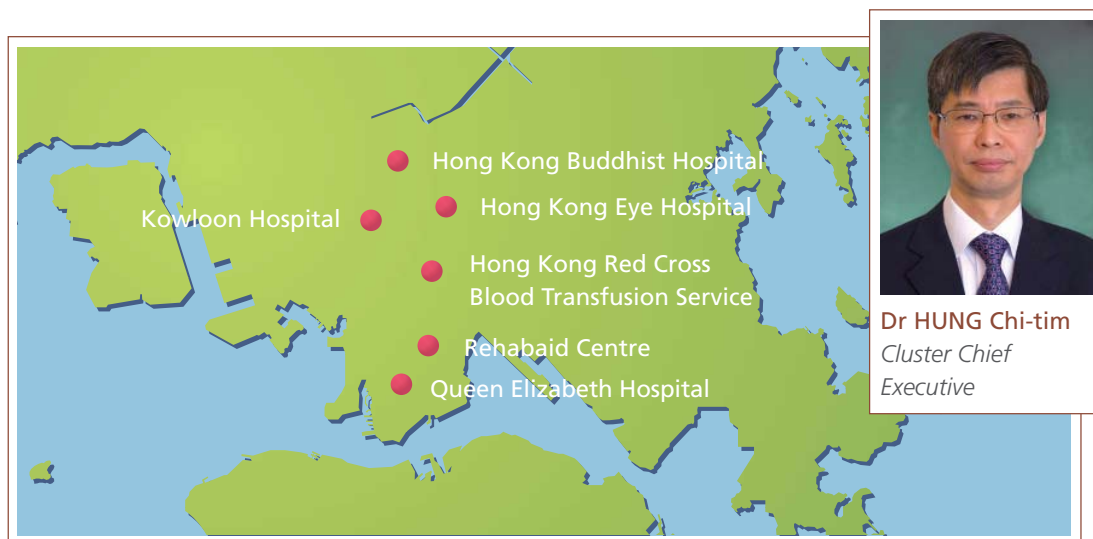 Hong Kong Buddhist Hospital
Hong Kong Eye Hospital
Kowloon Hospital
Hong Kong Red Cross
Blood Transfusion Service
Rehabaid Centre
Queen Elizabeth Hospital
Dr HUNG Chi-tim
Cluster Chief
Executive